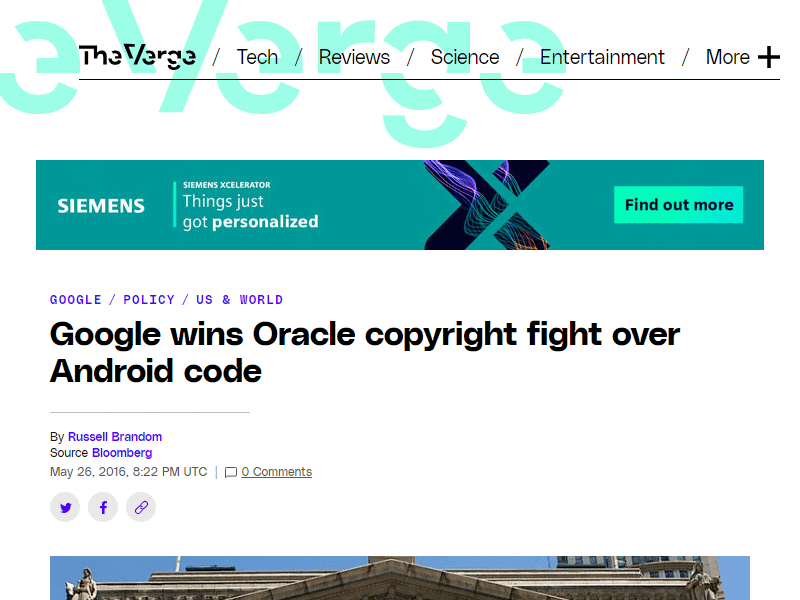 eVerge
TheVerge / Tech / Reviews / Science / Entertainment / More
SIEMENS
SIEMENS XCELERATOR
Things just
got personalized
Find out more
GOOGLE / POLICY / US & WORLD
Google wins Oracle copyright fight over
Android code
By Russell Brandom
Source Bloomberg
May 26, 2016, 8:22 PM UTC | 0 Comments